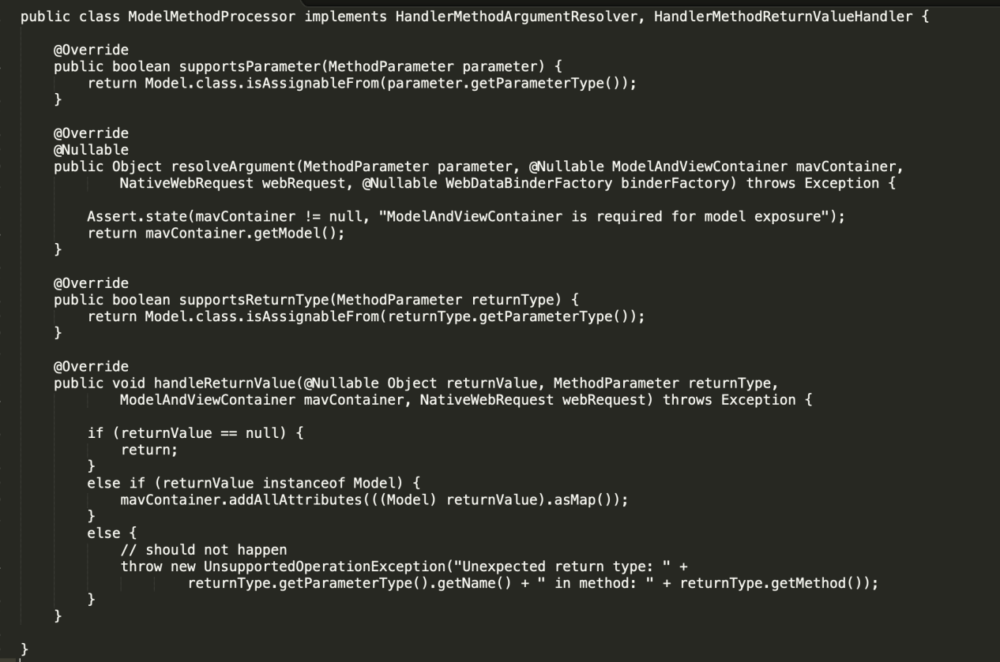 public class ModelMethodProcessor implements HandlerMethodArgumentResolver, HandlerMethodReturnValueHandler {
@Override
public boolean supportsParameter(MethodParameter parameter) {
return Model.class.isAssignableFrom(parameter.getParameterType());
}
@Override
@Nullable
public Object resolveArgument(MethodParameter parameter, @Nullable ModelAndViewContainer mavContainer,
NativeWebRequest webRequest, @Nullable WebDataBinderFactory binderFactory) throws Exception {
Assert.state(mavContainer != null, "ModelAndViewContainer is required for model exposure");
return mavContainer.getModel();
}
@Override
public boolean supportsReturnType(MethodParameter returnType) {
return Model.class.isAssignableFrom(returnType.getParameterType());
}
@Override
public void handleReturnValue(@Nullable Object returnValue, MethodParameter returnType,
ModelAndViewContainer mavContainer, NativeWebRequest webRequest) throws Exception {
if (returnValue == null) {
return;
}
else if (returnValue instanceof Model) {
mavContainer.addAllAttributes(((Model) returnValue).asMap());
}
else {
// should not happen
throw new UnsupportedOperationException("Unexpected return type: " +
returnType.getParameterType().getName() + " in method: " + returnType.getMethod());
}
}
}